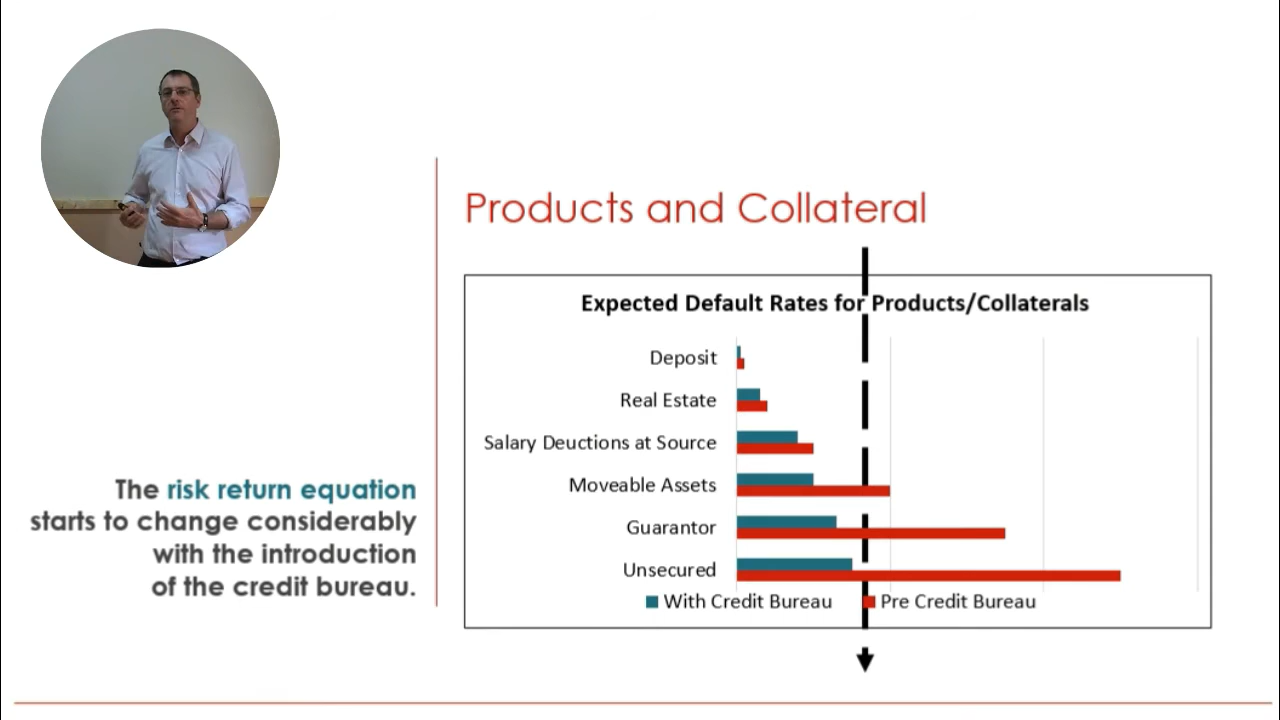 Products and Collateral
Expected Default Rates for Products/Collaterals
Deposit
Real Estate
Salary Deuctions at Source
Moveable Assets
Guarantor
Unsecured
With Credit Bureau
Pre Credit Bureau
The risk return equation
starts to change considerably
with the introduction
of the credit bureau.